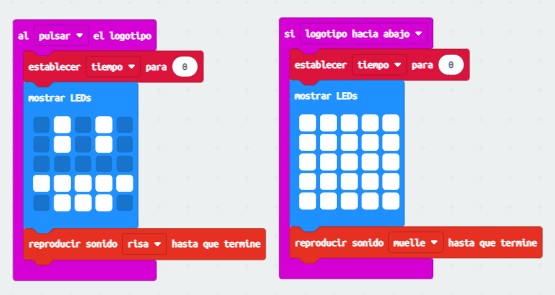 al pulsar el logotipo
establecer tiempo para 0
mostrar LEDs
reproducir sonido risa hasta que termine
si logotipo hacia abajo
establecer tiempo para 0
mostrar LEDs
reproducir sonido muelle hasta que termine